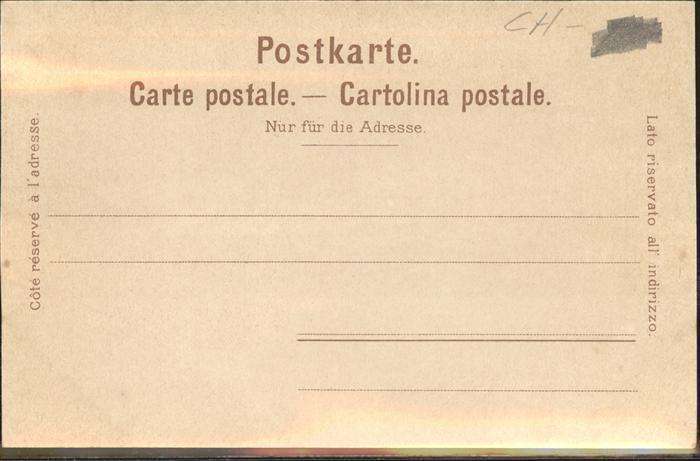 CH-
Postkarte.
Carte postale. — Cartolina postale.
Nur für die Adresse.
Côté réservé à l'adresse.
Lato riservato all' indirizzo.